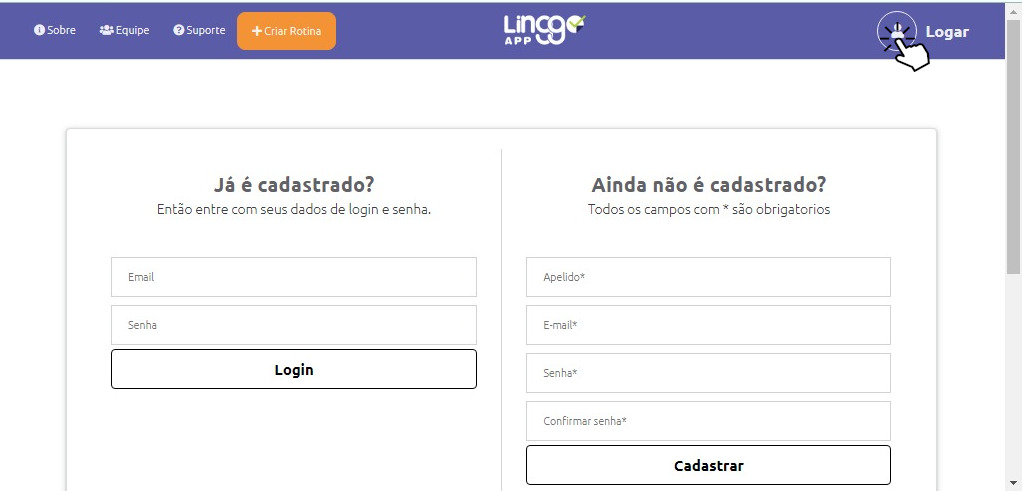 Sobre
Equipe
Suporte
Criar Rotina
Lincgo
APP
Logar
Já é cadastrado?
Então entre com seus dados de login e senha.
Email
Senha
Login
Ainda não é cadastrado?
Todos os campos com * são obrigatorios
Apelido*
E-mail*
Senha*
Confirmar senha*
Cadastrar